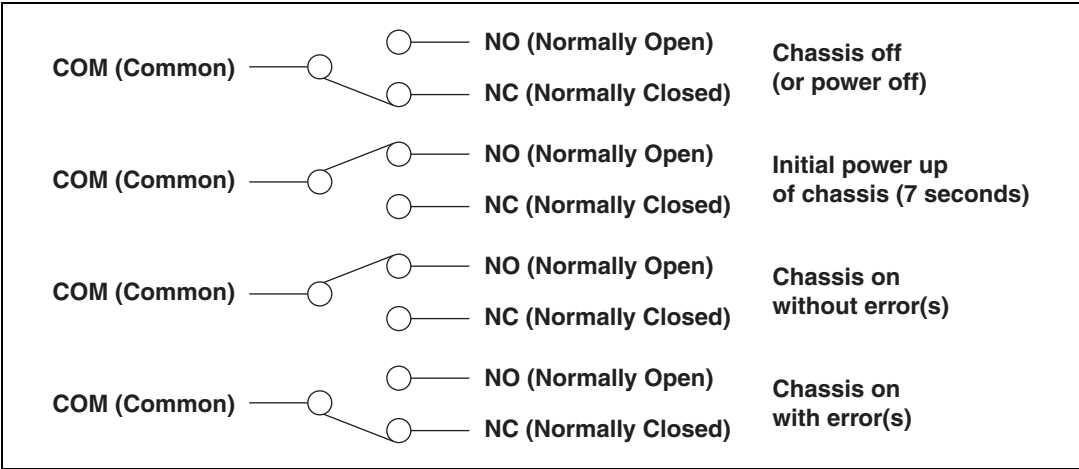 COM (Common)
NO (Normally Open)
NC (Normally Closed)
Chassis off
(or power off)
COM (Common)
NO (Normally Open)
NC (Normally Closed)
Initial power up
of chassis (7 seconds)
COM (Common)
NO (Normally Open)
NC (Normally Closed)
Chassis on
without error(s)
COM (Common)
NO (Normally Open)
NC (Normally Closed)
Chassis on
with error(s)